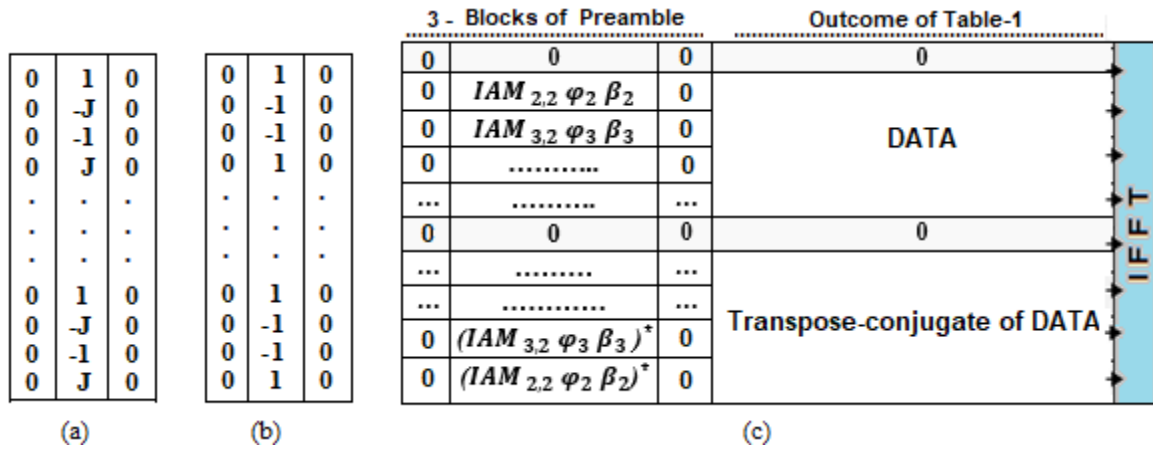 0 1 0
0 -J 0
0 -1 0
0 J 0
. . .
. . .
. . .
0 1 0
0 -J 0
0 -1 0
0 J 0
(a)
0 1 0
0 -1 0
0 -1 0
0 1 0
. . .
. . .
. . .
0 1 0
0 -1 0
0 -1 0
0 1 0
(b)
3 - Blocks of Preamble Outcome of Table-1
0 0 0 0
0 IAM 2,2 φ2 β2 0
0 IAM 3,2 φ3 β3 0
DATA
0 ………... 0
... ………. ...
0 0 0 0
... ……… ...
... ………… ...
Transpose-conjugate of DATA
0 (IAM 3,2 φ3 β3 )* 0
0 (IAM 2,2 φ2 β2 )* 0
IFFT
(c)